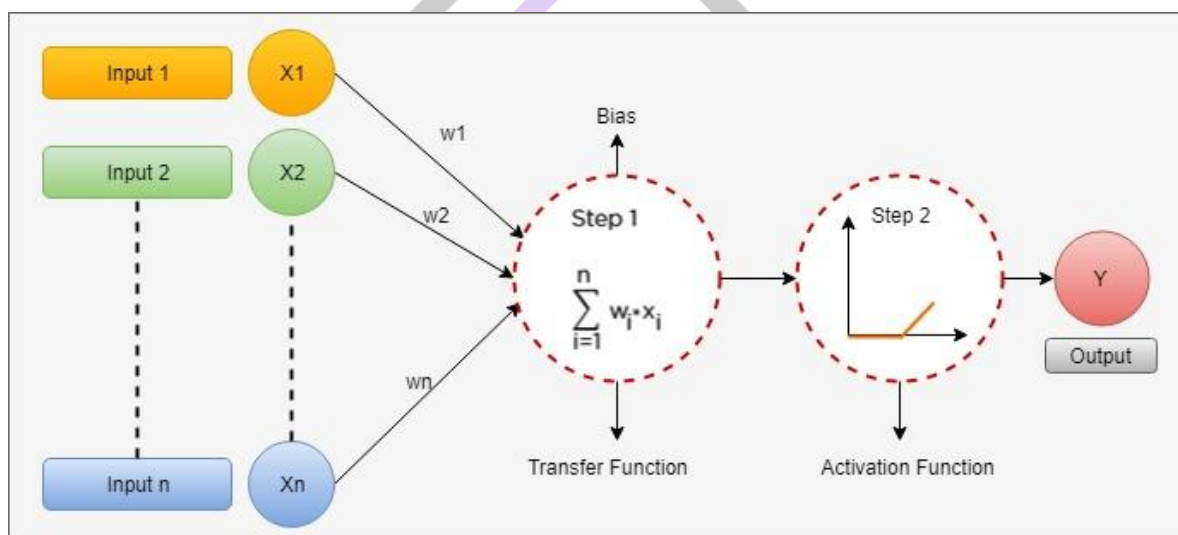 Input 1
X1
w1
Bias
Input 2
X2
w2
Step 1
n
∑ wi*xi
i=1
Step 2
Y
Output
wn
Input n
Xn
Transfer Function
Activation Function